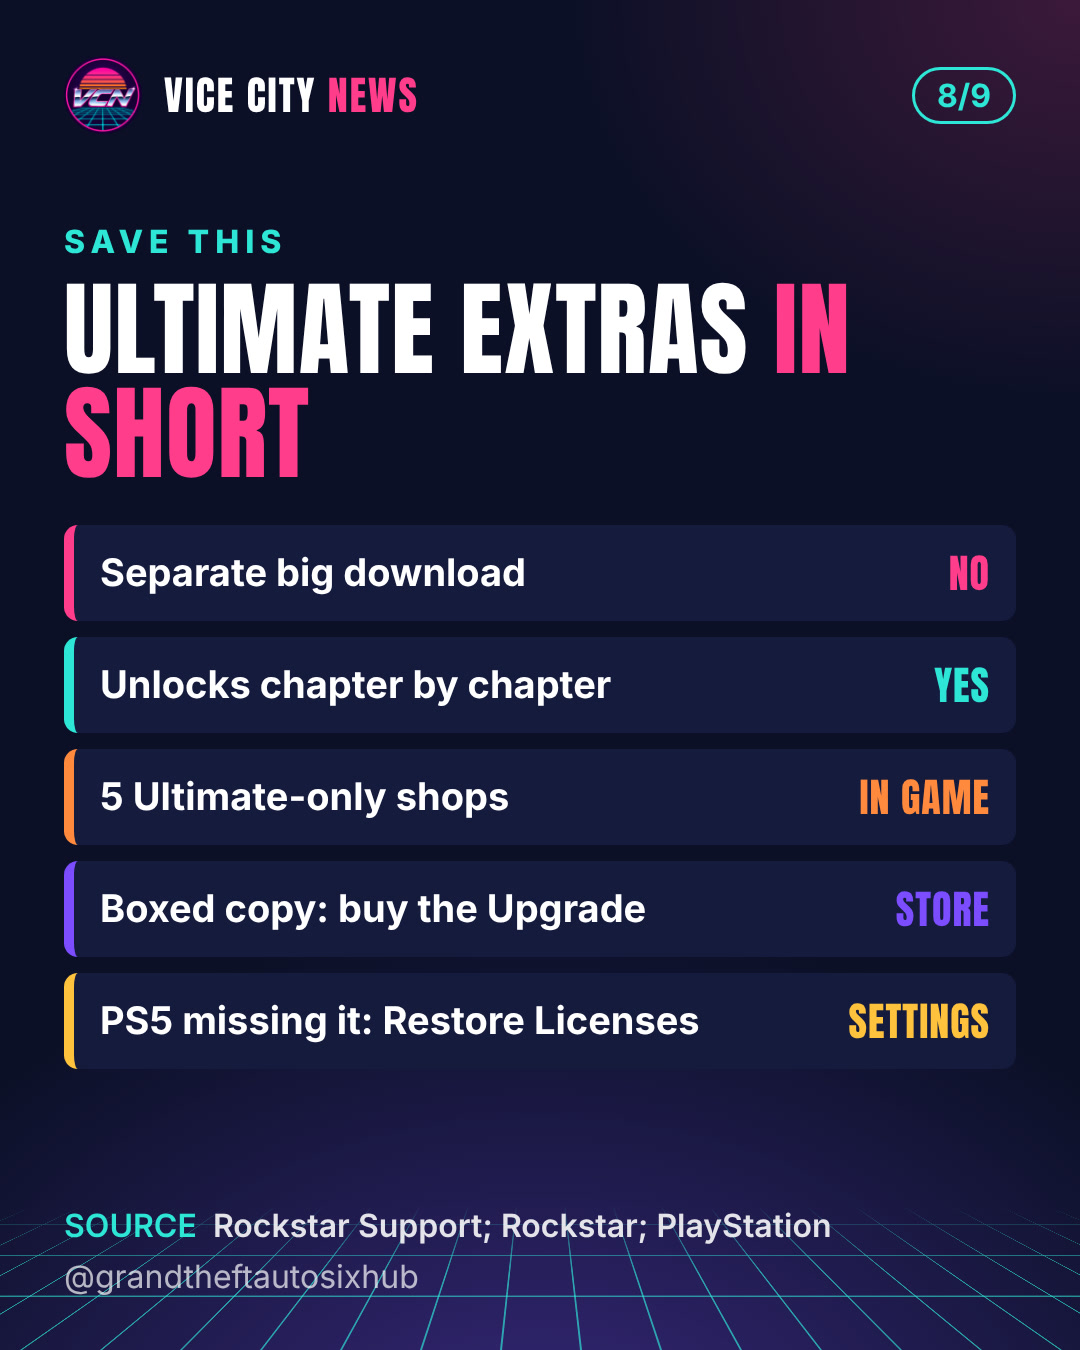 VCN
VICE CITY NEWS
8/9
SAVE THIS
ULTIMATE EXTRAS IN
SHORT
Separate big download
NO
Unlocks chapter by chapter
YES
5 Ultimate-only shops
IN GAME
Boxed copy: buy the Upgrade
STORE
PS5 missing it: Restore Licenses
SETTINGS
SOURCE Rockstar Support; Rockstar; PlayStation
@grandtheftautosixhub